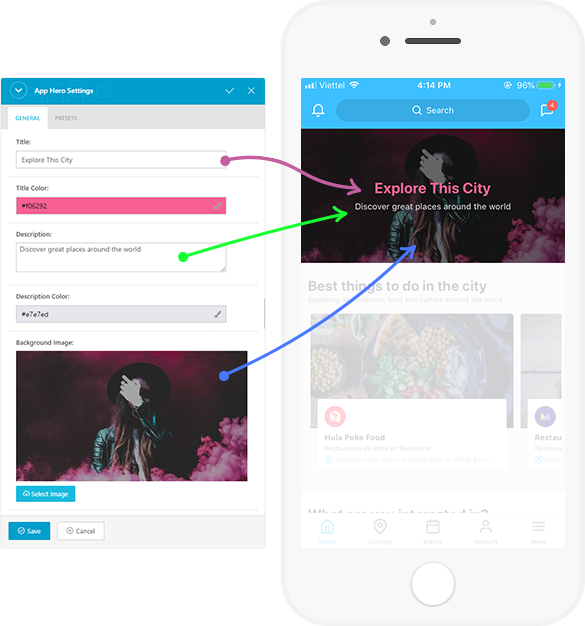 App Hero Settings
GENERAL
PRESETS
Title:
Explore This City
Title Color:
#f06292
Description:
Discover great places around the world
Description Color:
#e7e7ed
Background Image:
Select Image
Save
Cancel
Viettel
4:14 PM
96%
Search
4
Explore This City
Discover great places around the world
Best things to do in the city
Exploring destinations, food and culture around the world
Hula Poke Food
Restaurante de Poke en Barcelona
Restau
Restaura
What are you interested in?
Home
Listings
Events
Account
More